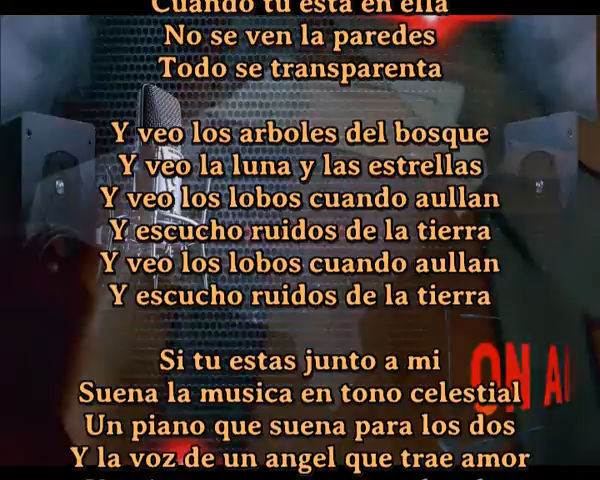 Cuando tu esta en ella
No se ven la paredes
Todo se transparenta
Y veo los arboles del bosque
Y veo la luna y las estrellas
Y veo los lobos cuando aullan
Y escucho ruidos de la tierra
Y veo los lobos cuando aullan
Y escucho ruidos de la tierra
Si tu estas junto a mi
Suena la musica en tono celestial
ON AI
Un piano que suena para los dos
Y la voz de un angel que trae amor